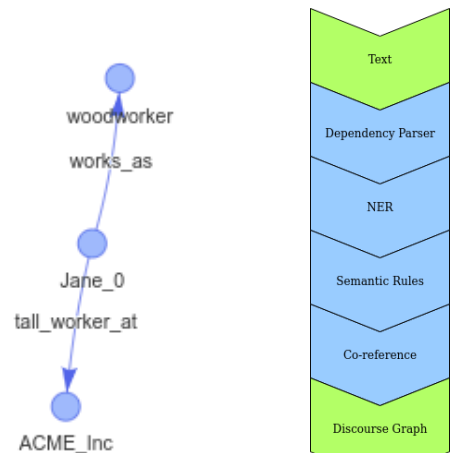 woodworker
works_as
Jane_0
tall_worker_at
ACME_Inc
Text
Dependency Parser
NER
Semantic Rules
Co-reference
Discourse Graph